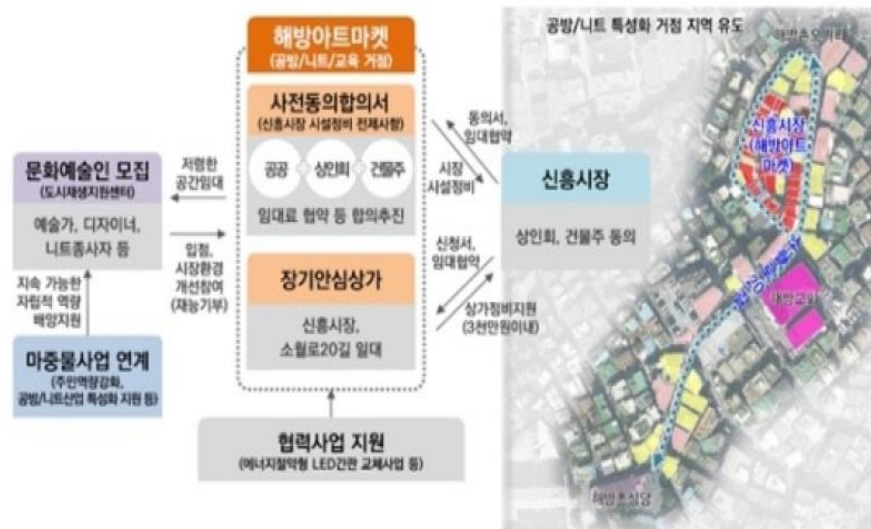 해방아트마켓
(공방/니트/교육 거점)
사전동의합의서
(신흥시장 시설정비 전제사항)
공공
상인회
건물주
임대료 협약 등 합의추진
장기안심상가
신흥시장,
소월로20길 일대
문화예술인 모집
(도시재생지원센터)
예술가, 디자이너,
니트종사자 등
저렴한
공간임대
입점,
시장환경
개선참여
(재능기부)
지속 가능한
자립적 역량
배양지원
마중물사업 연계
(주민역량강화,
공방/니트산업 특성화 지원 등)
협력사업 지원
(에너지절약형 LED간판 교체사업 등)
동의서,
임대협약
시장
시설정비
신청서,
임대협약
상가정비지원
(3천만원이내)
신흥시장
상인회, 건물주 동의
공방/니트 특성화 거점 지역 유도
신흥시장
(해방아트
마켓)
해방교회